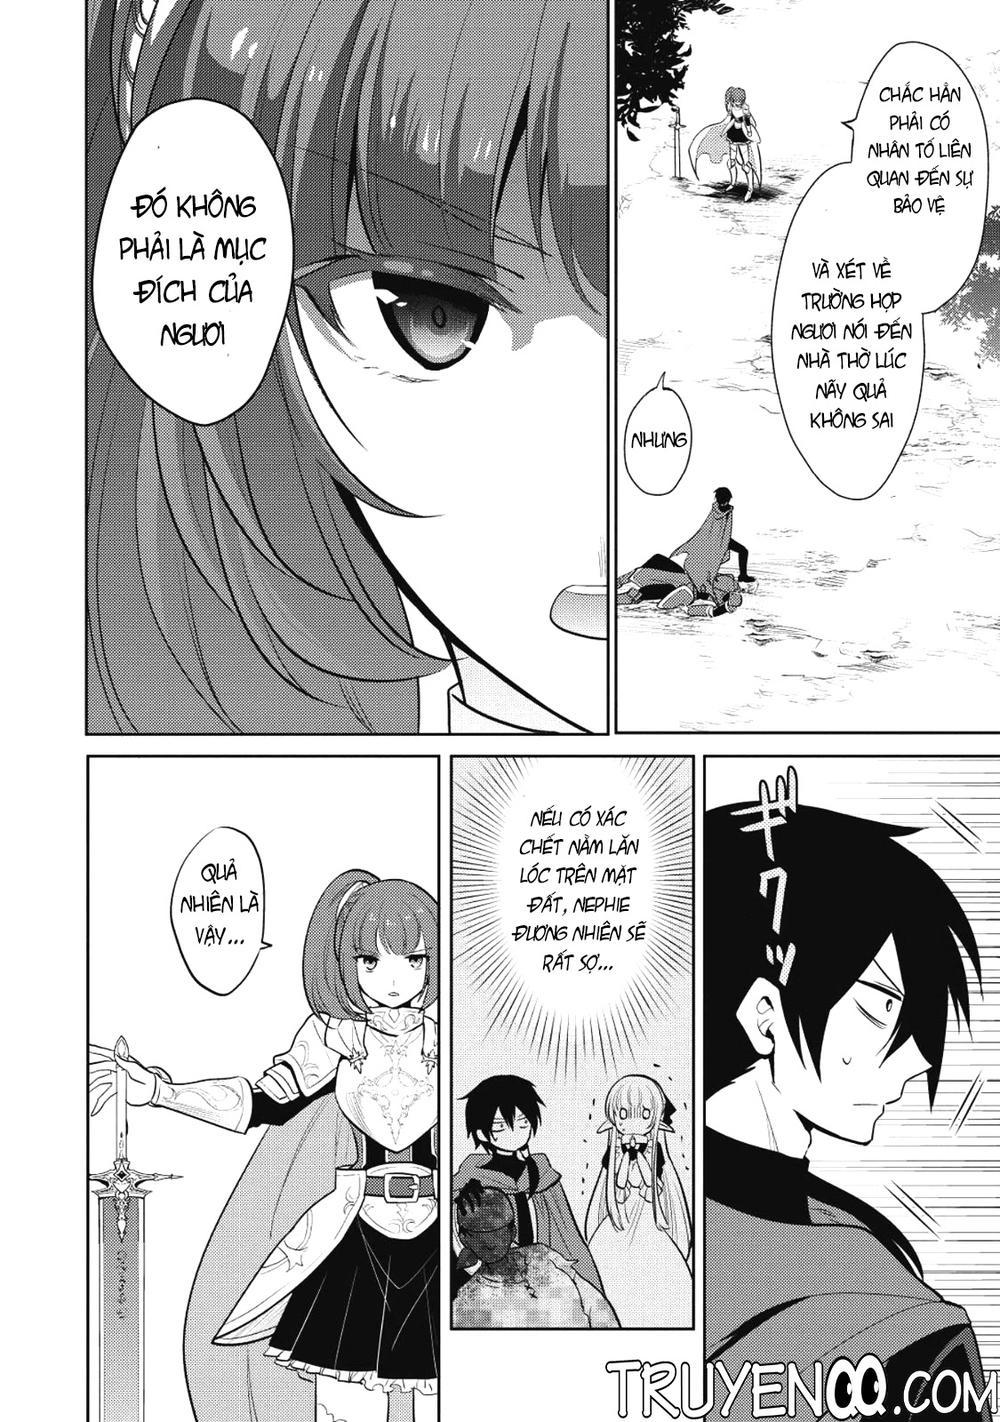 CHẮC HẲN
PHẢI CÓ
NHÂN TỐ LIÊN
QUAN ĐẾN SỰ
BẢO VỆ
VÀ XÉT VỀ
TRƯỜNG HỢP
NGƯƠI NÓI ĐẾN
NHÀ THỜ LÚC
NÃY QUẢ
KHÔNG SAI
NHƯNG
ĐÓ KHÔNG
PHẢI LÀ MỤC
ĐÍCH CỦA
NGƯƠI
ギクッ
NẾU CÓ XÁC
CHẾT NẰM LĂN
LÓC TRÊN MẶT
ĐẤT, NEPHIE
ĐƯƠNG NHIÊN SẼ
RẤT SỢ...
QUẢ
NHIÊN LÀ
VẬY...
TRUYENQQ.COM